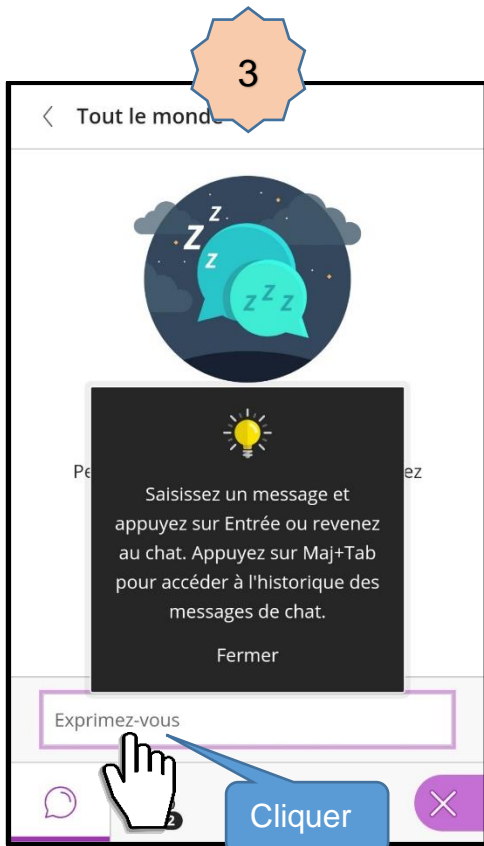 3
Tout le monde
z
Z
z
z z z
Pe
ez
Saisissez un message et
appuyez sur Entrée ou revenez
au chat. Appuyez sur Maj+Tab
pour accéder à l'historique des
messages de chat.
Fermer
Exprimez-vous
2
Cliquer